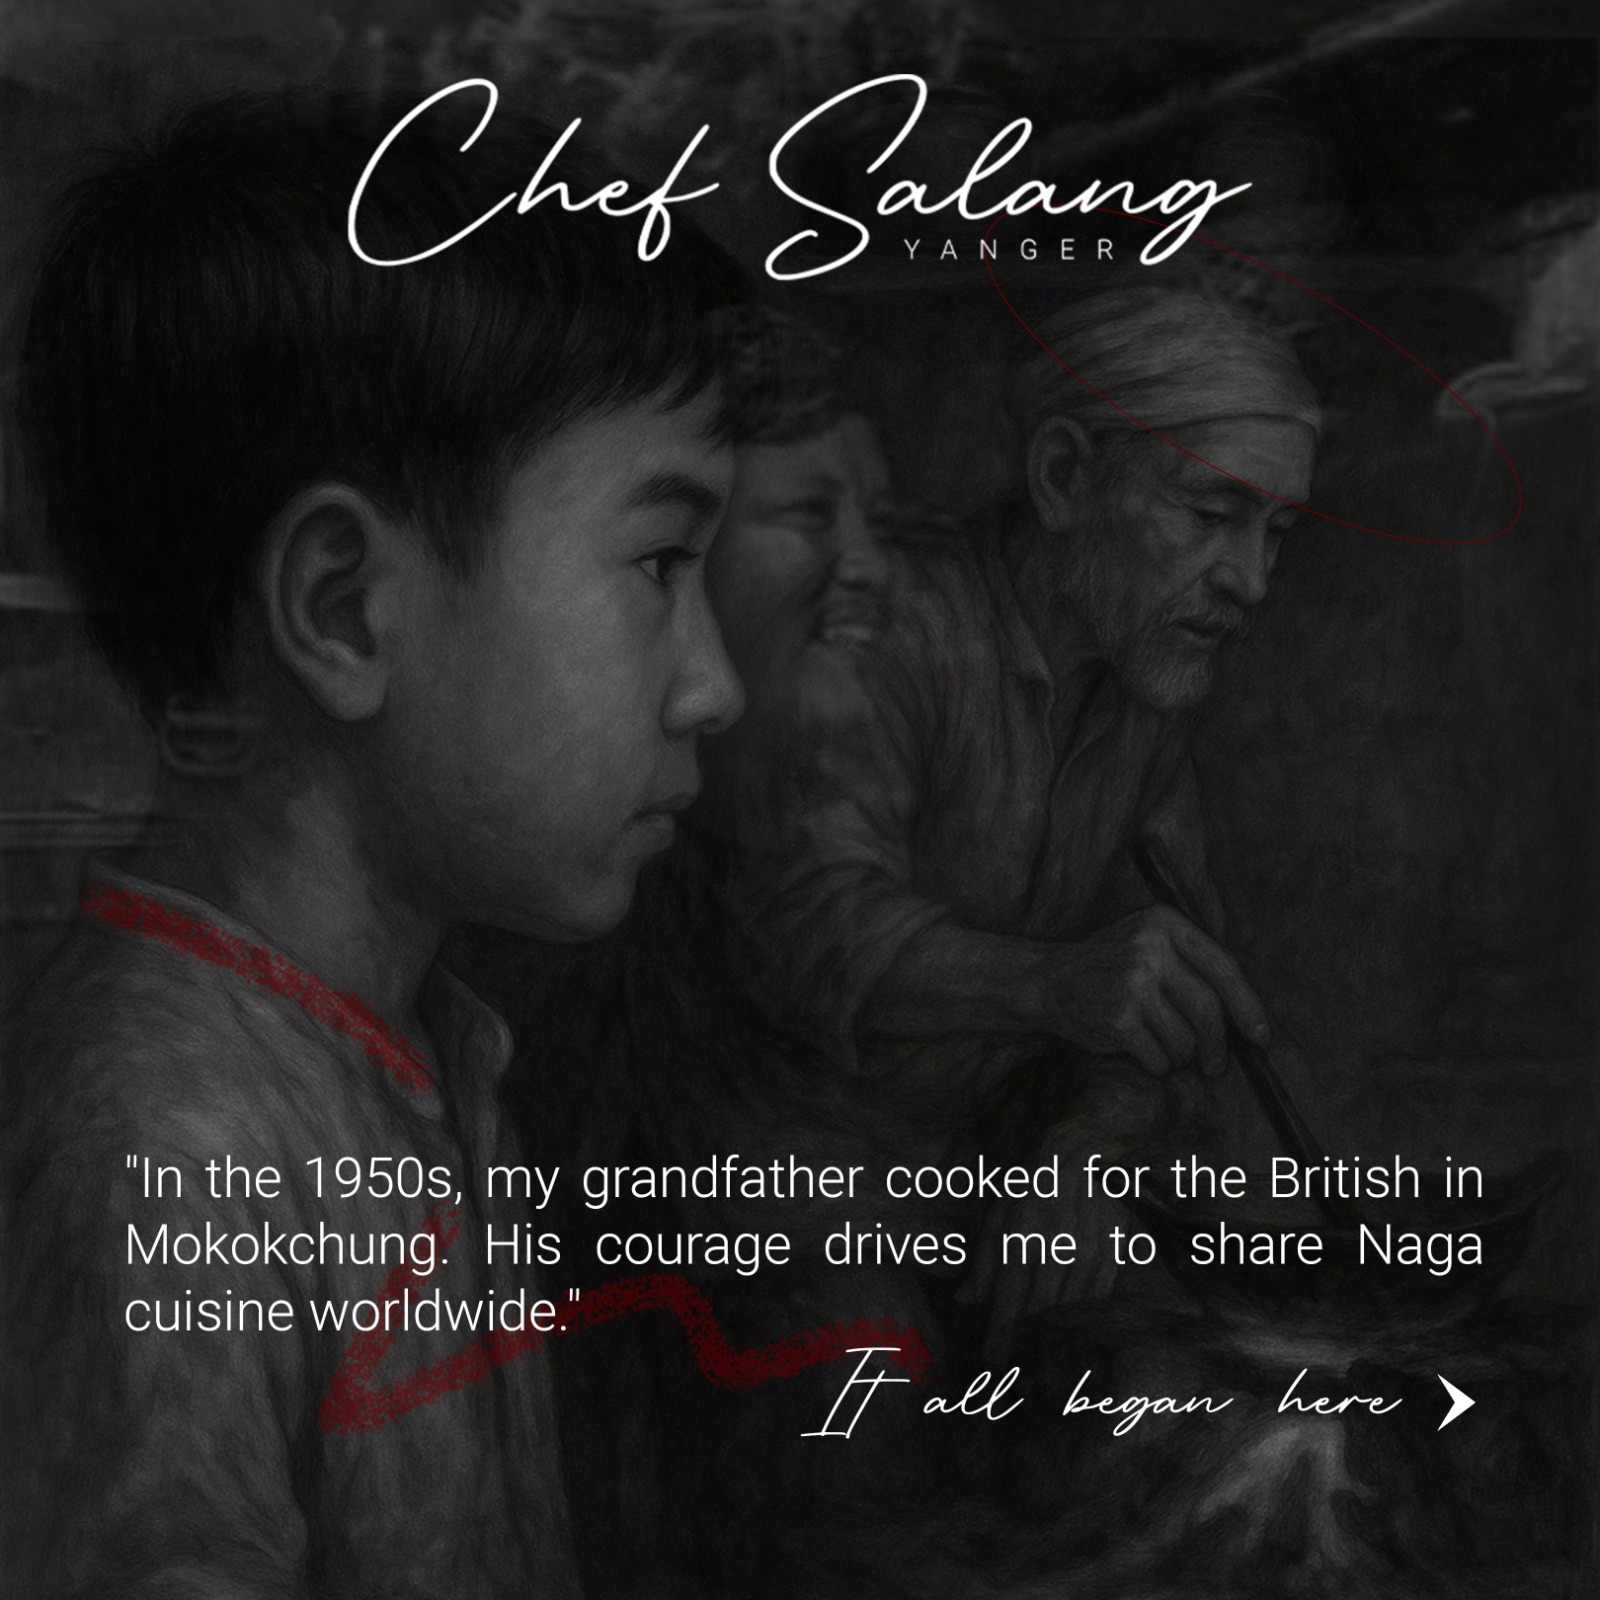 Chef Salang
YANGER
"In the 1950s, my grandfather cooked for the British in
Mokokchung. His courage drives me to share Naga
cuisine worldwide."
It all began here